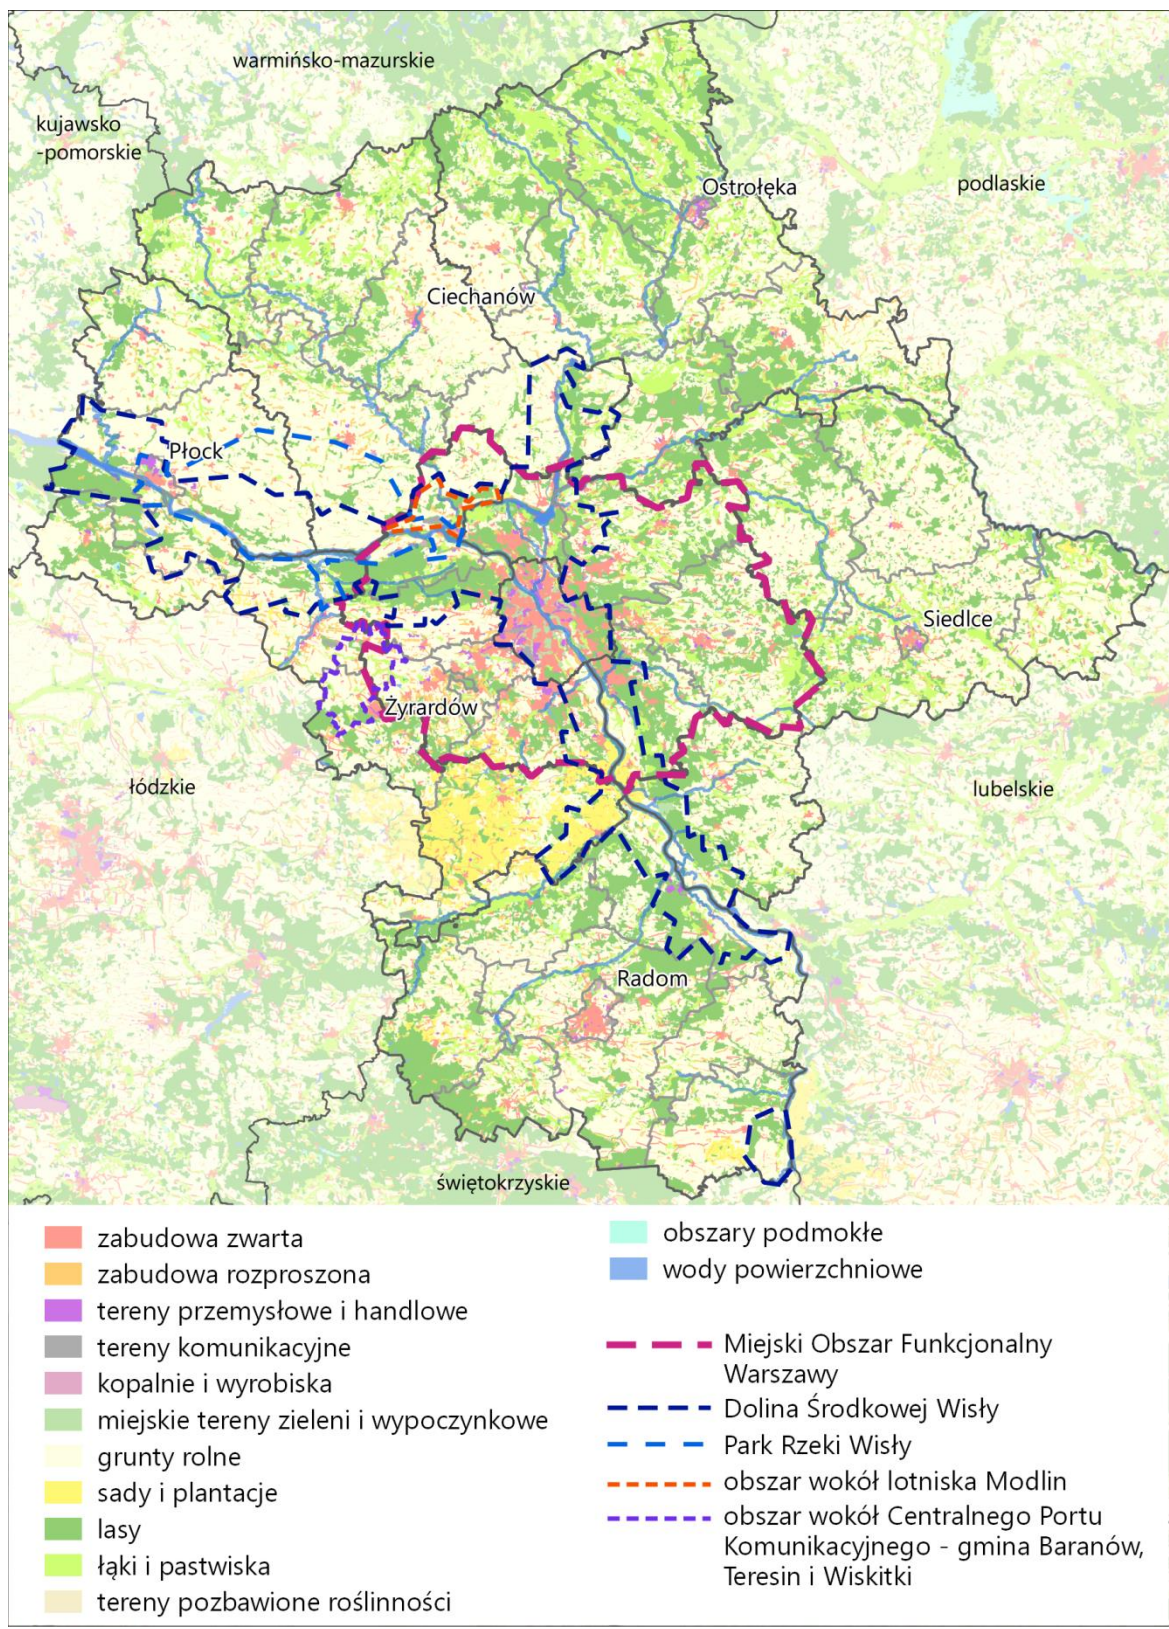 warmińsko-mazurskie
kujawsko
-pomorskie
podlaskie
Ostrołęka
Ciechanów
Płock
Siedlce
Żyrardów
łódzkie
lubelskie
Radom
świętokrzyskie
zabudowa zwarta
zabudowa rozproszona
tereny przemysłowe i handlowe
tereny komunikacyjne
kopalnie i wyrobiska
miejskie tereny zieleni i wypoczynkowe
grunty rolne
sady i plantacje
lasy
łąki i pastwiska
tereny pozbawione roślinności
obszary podmokłe
wody powierzchniowe
Miejski Obszar Funkcjonalny
Warszawy
Dolina Środkowej Wisły
Park Rzeki Wisły
obszar wokół lotniska Modlin
obszar wokół Centralnego Portu
Komunikacyjnego - gmina Baranów,
Teresin i Wiskitki